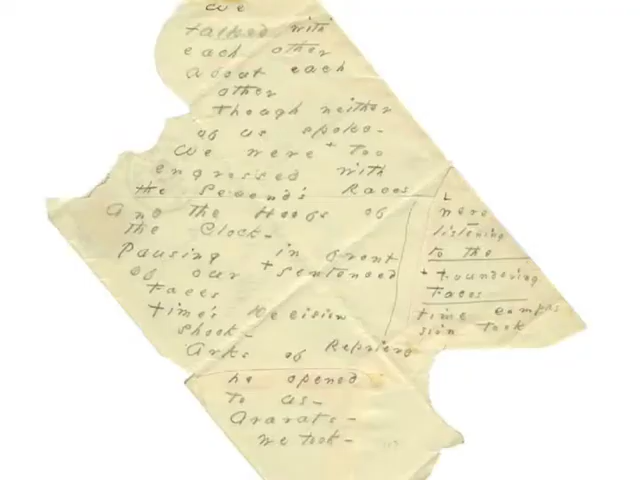 We
talked with
each other
about each
other
Though neither
of us spoke -
We were + too
engrossed with
the Second's Races
And the Hoofs of
the Clock -
Pausing in front
of our + sentenced
Faces
time's Decision
shook -
Arks of Reprieve
he opened
to us -
Ararats -
we took -
were
listening
to the
+ foundering
Faces
time compas
sion took